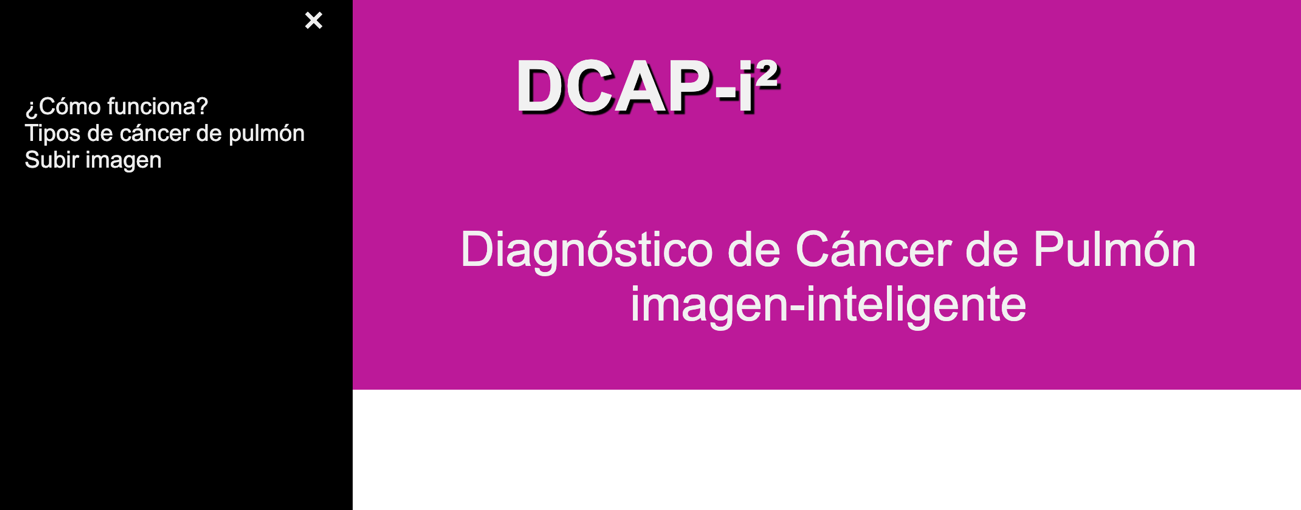 ×
¿Cómo funciona?
Tipos de cáncer de pulmón
Subir imagen
DCAP-i²
Diagnóstico de Cáncer de Pulmón
imagen-inteligente